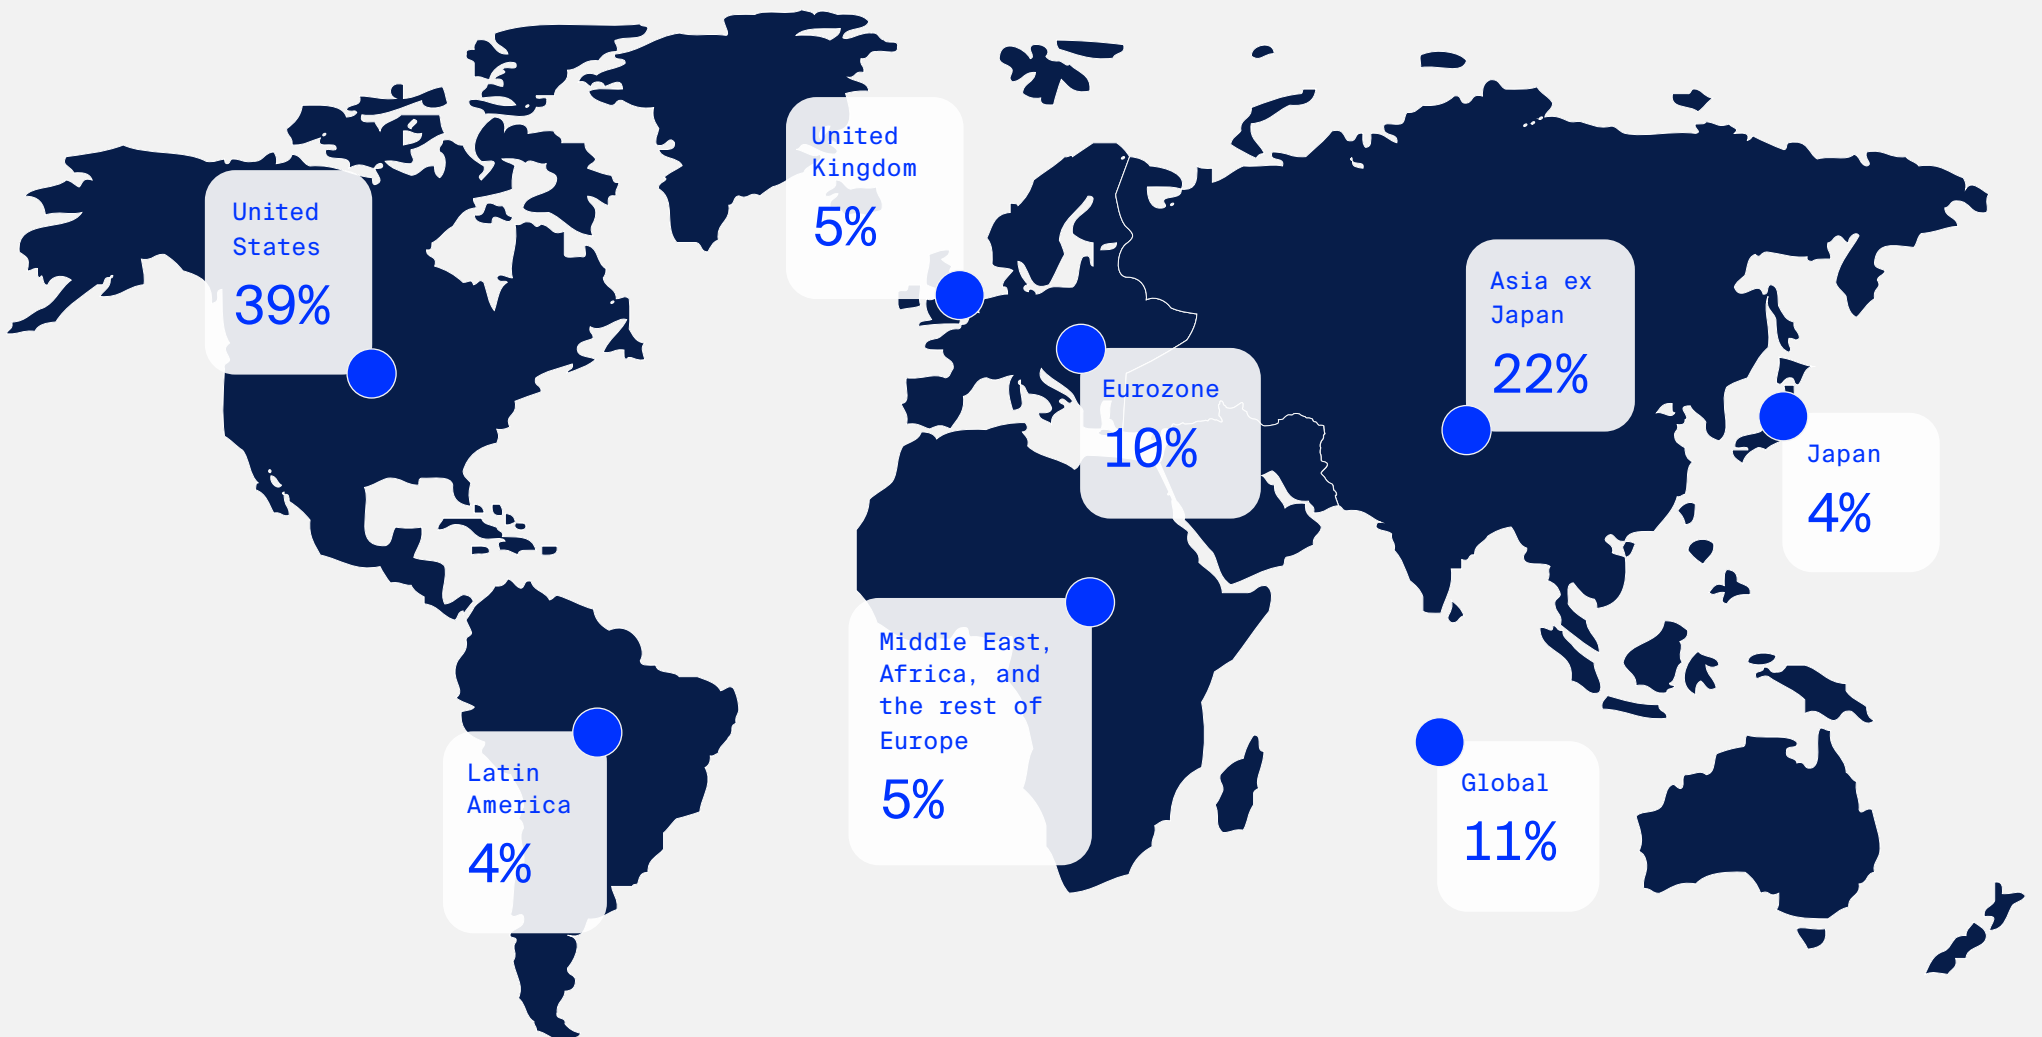 United
States
39%
United
Kingdom
5%
Eurozone
10%
Asia ex
Japan
22%
Japan
4%
Middle East,
Africa, and
the rest of
Europe
5%
Latin
America
4%
Global
11%